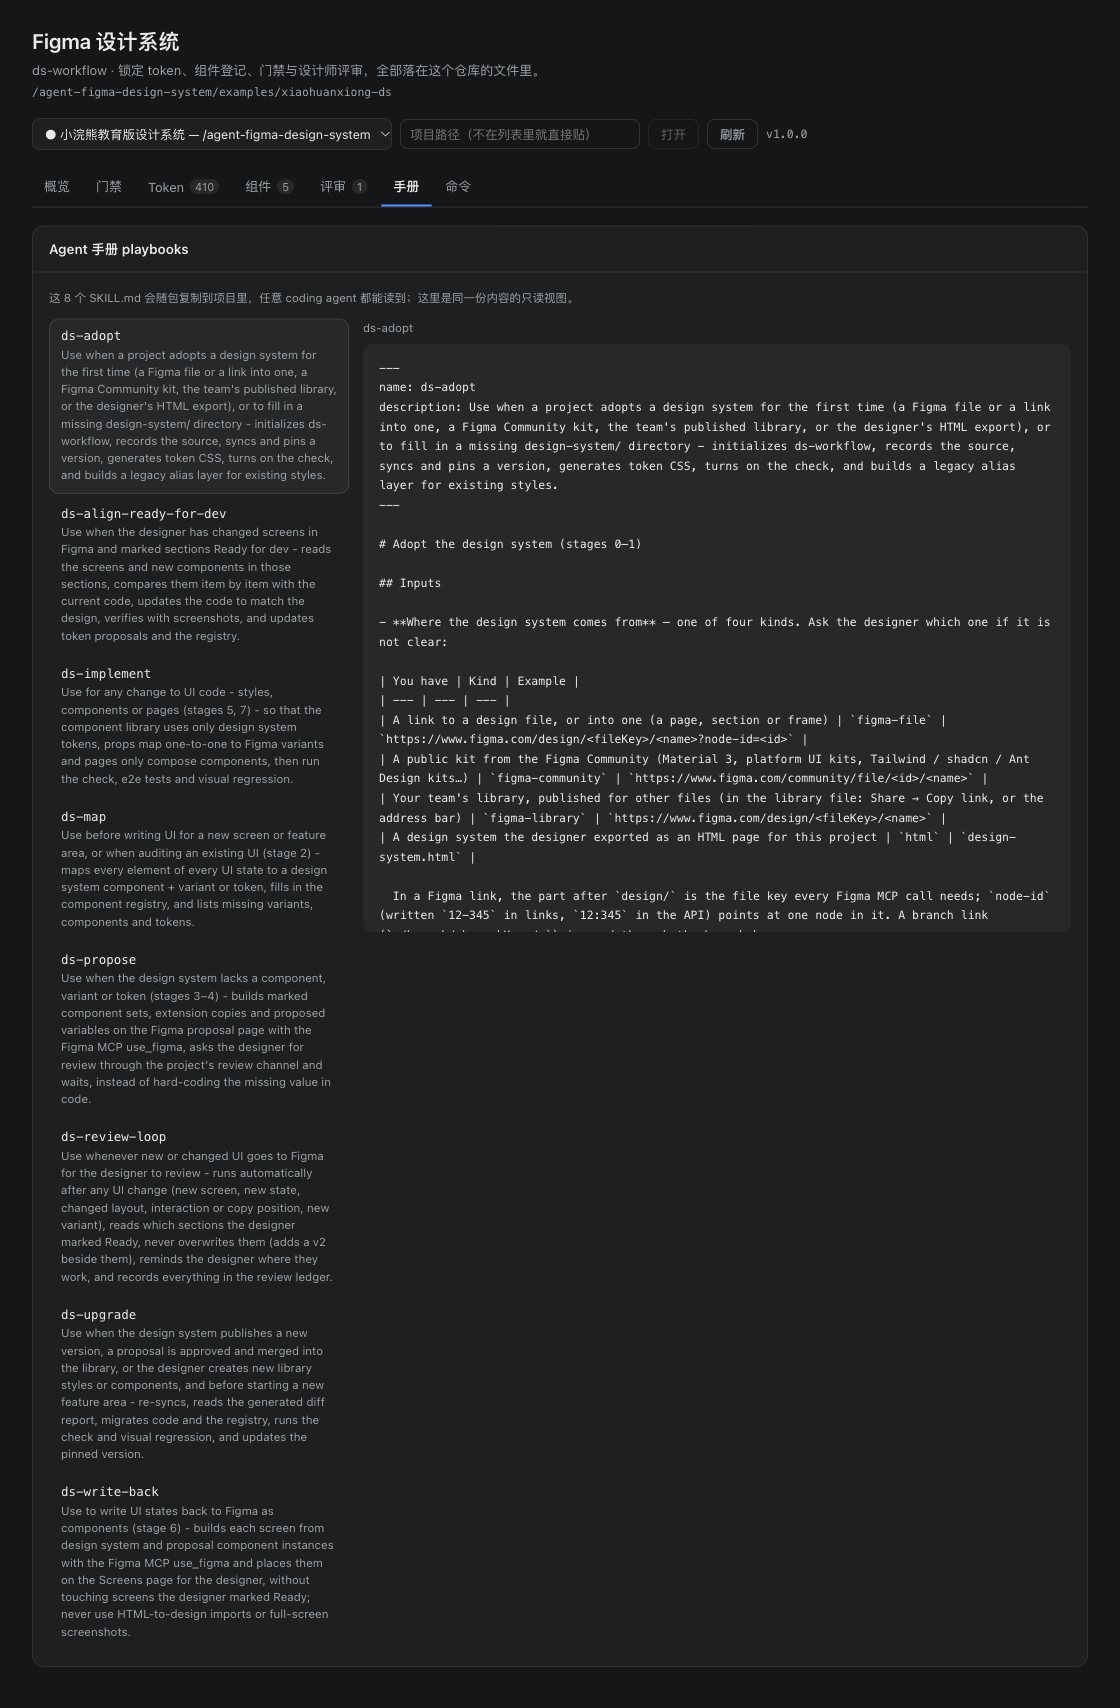 Figma 设计系统
ds-workflow · 锁定 token、组件登记、门禁与设计师评审，全部落在这个仓库的文件里。
/agent-figma-design-system/examples/xiaohuanxiong-ds
● 小浣熊教育版设计系统 — /agent-figma-design-system
项目路径（不在列表里就直接贴）
打开
刷新
v1.0.0
概览
门禁
Token 410
组件 5
评审 1
手册
命令
Agent 手册 playbooks
这 8 个 SKILL.md 会随包复制到项目里，任意 coding agent 都能读到；这里是同一份内容的只读视图。
ds-adopt
Use when a project adopts a design system for
the first time (a Figma file or a link into one, a
Figma Community kit, the team's published library,
or the designer's HTML export), or to fill in a
missing design-system/ directory - initializes ds-
workflow, records the source, syncs and pins a
version, generates token CSS, turns on the check,
and builds a legacy alias layer for existing styles.
ds-align-ready-for-dev
Use when the designer has changed screens in
Figma and marked sections Ready for dev - reads
the screens and new components in those
sections, compares them item by item with the
current code, updates the code to match the
design, verifies with screenshots, and updates
token proposals and the registry.
ds-implement
Use for any change to UI code - styles,
components or pages (stages 5, 7) - so that the
component library uses only design system
tokens, props map one-to-one to Figma variants
and pages only compose components, then run
the check, e2e tests and visual regression.
ds-map
Use before writing UI for a new screen or feature
area, or when auditing an existing UI (stage 2) -
maps every element of every UI state to a design
system component + variant or token, fills in the
component registry, and lists missing variants,
components and tokens.
ds-propose
Use when the design system lacks a component,
variant or token (stages 3–4) - builds marked
component sets, extension copies and proposed
variables on the Figma proposal page with the
Figma MCP use_figma, asks the designer for
review through the project's review channel and
waits, instead of hard-coding the missing value in
code.
ds-review-loop
Use whenever new or changed UI goes to Figma
for the designer to review - runs automatically
after any UI change (new screen, new state,
changed layout, interaction or copy position, new
variant), reads which sections the designer
marked Ready, never overwrites them (adds a v2
beside them), reminds the designer where they
work, and records everything in the review ledger.
ds-upgrade
Use when the design system publishes a new
version, a proposal is approved and merged into
the library, or the designer creates new library
styles or components, and before starting a new
feature area - re-syncs, reads the generated diff
report, migrates code and the registry, runs the
check and visual regression, and updates the
pinned version.
ds-write-back
Use to write UI states back to Figma as
components (stage 6) - builds each screen from
design system and proposal component instances
with the Figma MCP use_figma and places them
on the Screens page for the designer, without
touching screens the designer marked Ready;
never use HTML-to-design imports or full-screen
screenshots.
ds-adopt
---
name: ds-adopt
description: Use when a project adopts a design system for the first time (a Figma file or a link
into one, a Figma Community kit, the team's published library, or the designer's HTML export), or
to fill in a missing design-system/ directory - initializes ds-workflow, records the source,
syncs and pins a version, generates token CSS, turns on the check, and builds a legacy alias
layer for existing styles.
---
# Adopt the design system (stages 0–1)
## Inputs
- **Where the design system comes from** — one of four kinds. Ask the designer which one if it is
not clear:
| You have | Kind | Example |
| --- | --- | --- |
| A link to a design file, or into one (a page, section or frame) | `figma-file` |
`https://www.figma.com/design/<fileKey>/<name>?node-id=<id>` |
| A public kit from the Figma Community (Material 3, platform UI kits, Tailwind / shadcn / Ant
Design kits…) | `figma-community` | `https://www.figma.com/community/file/<id>/<name>` |
| Your team's library, published for other files (in the library file: Share → Copy link, or the
address bar) | `figma-library` | `https://www.figma.com/design/<fileKey>/<name>` |
| A design system the designer exported as an HTML page for this project | `html` | `design-
system.html` |
In a Figma link, the part after `design/` is the file key every Figma MCP call needs; `node-id`
(written `12-345` in links, `12:345` in the API) points at one node in it. A branch link